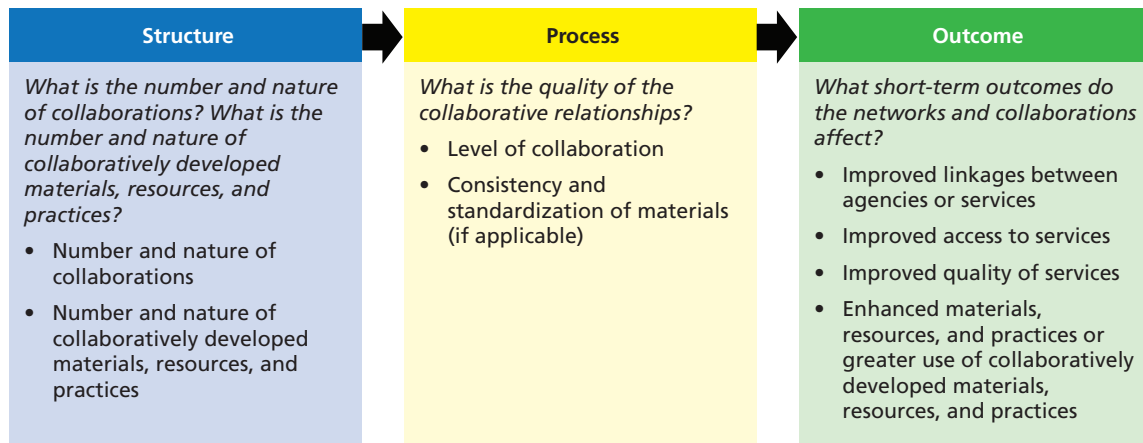 Structure
What is the number and nature
of collaborations? What is the
number and nature of
collaboratively developed
materials, resources, and
practices?
• Number and nature of
collaborations
• Number and nature of
collaboratively developed
materials, resources, and
practices
Process
What is the quality of the
collaborative relationships?
• Level of collaboration
• Consistency and
standardization of materials
(if applicable)
Outcome
What short-term outcomes do
the networks and collaborations
affect?
• Improved linkages between
agencies or services
• Improved access to services
• Improved quality of services
• Enhanced materials,
resources, and practices or
greater use of collaboratively
developed materials,
resources, and practices